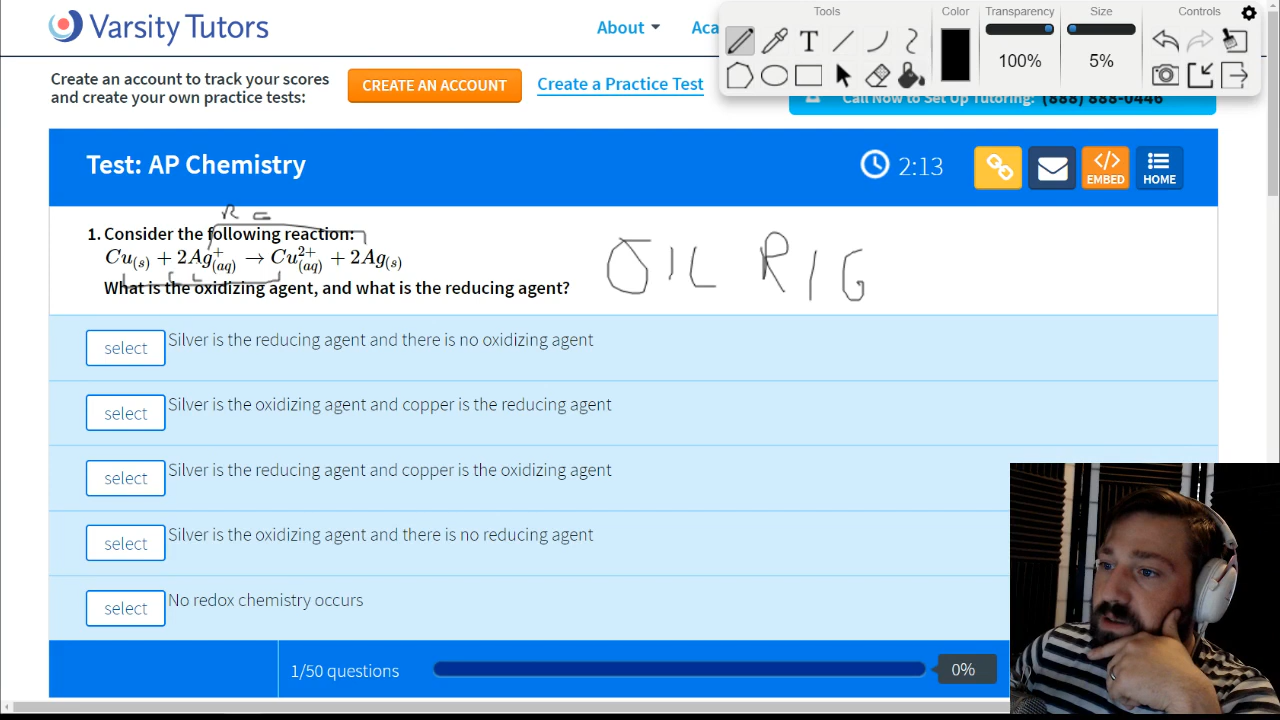 Varsity Tutors
About
Aca
Tools
Color
Transparency
Size
Controls
100%
5%
Create an account to track your scores
and create your own practice tests:
CREATE AN ACCOUNT
Create a Practice Test
Call Now to Set Up Tutoring: (888) 888-0446
Test: AP Chemistry
2:13
EMBED
HOME
1. Consider the following reaction:
Cu(s) + 2Ag⁺(aq) → Cu²⁺(aq) + 2Ag(s)
What is the oxidizing agent, and what is the reducing agent?
OIL RIG
select Silver is the reducing agent and there is no oxidizing agent
select Silver is the oxidizing agent and copper is the reducing agent
select Silver is the reducing agent and copper is the oxidizing agent
select Silver is the oxidizing agent and there is no reducing agent
select No redox chemistry occurs
1/50 questions
0%